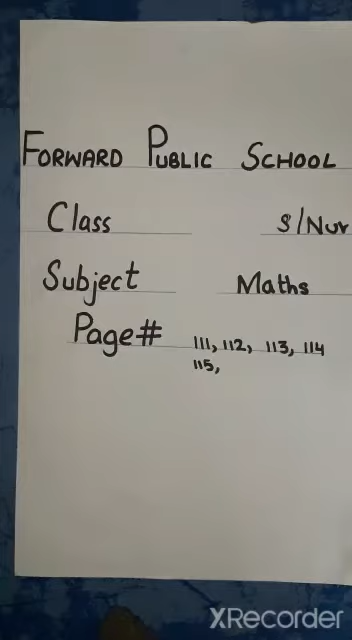 FORWARD PUBLIC SCHOOL
Class S/Nur
Subject Maths
Page# 111, 112, 113, 114
115,
XRecorder